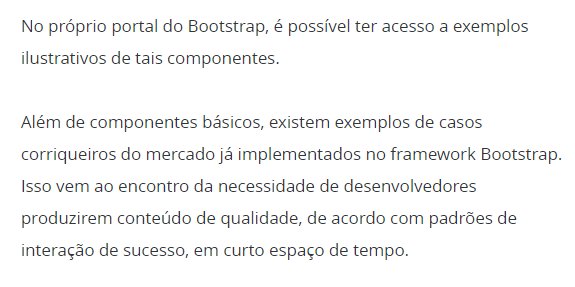 No próprio portal do Bootstrap, é possível ter acesso a exemplos
ilustrativos de tais componentes.
Além de componentes básicos, existem exemplos de casos
corriqueiros do mercado já implementados no framework Bootstrap.
Isso vem ao encontro da necessidade de desenvolvedores
produzirem conteúdo de qualidade, de acordo com padrões de
interação de sucesso, em curto espaço de tempo.